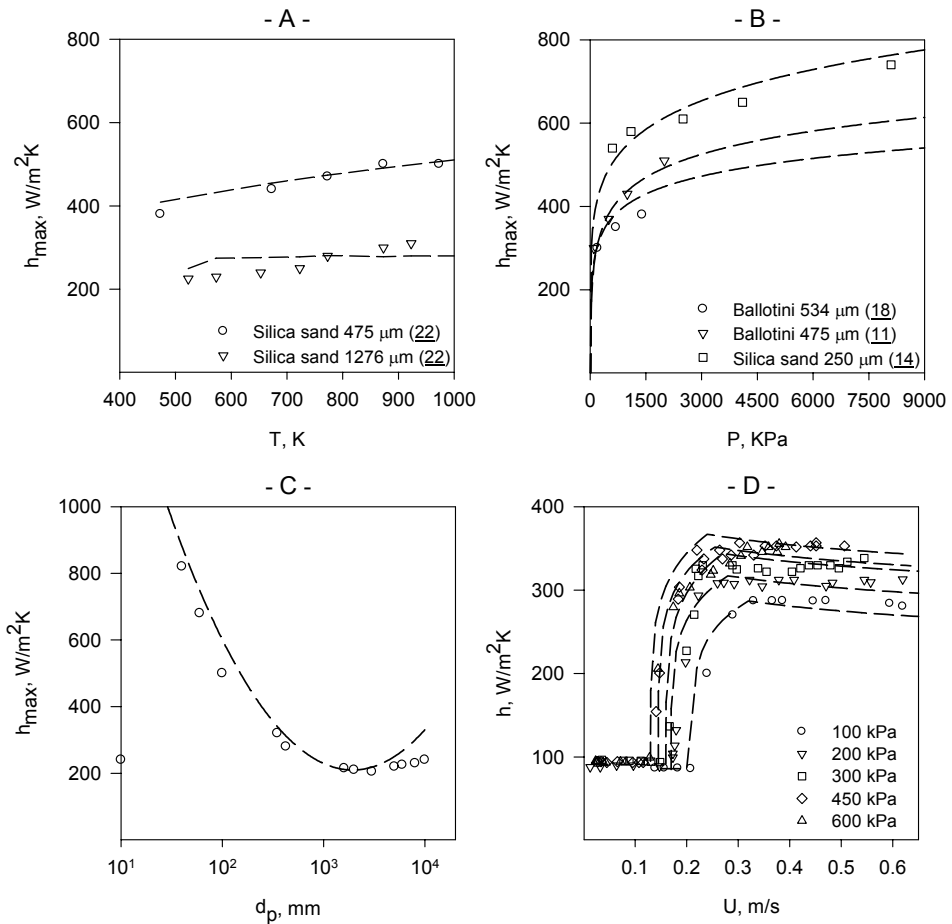 - A -
800
600
400
200
h_max, W/m²K
Silica sand 475 μm (22)
Silica sand 1276 μm (22)
400 500 600 700 800 900 1000
T, K
- B -
800
600
400
200
h_max, W/m²K
Ballotini 534 μm (18)
Ballotini 475 μm (11)
Silica sand 250 μm (14)
0 1500 3000 4500 6000 7500 9000
P, KPa
- C -
1000
800
600
400
200
h_max, W/m²K
10¹ 10² 10³ 10⁴
d_p, mm
- D -
400
300
200
100
h, W/m²K
100 kPa
200 kPa
300 kPa
450 kPa
600 kPa
0.1 0.2 0.3 0.4 0.5 0.6
U, m/s